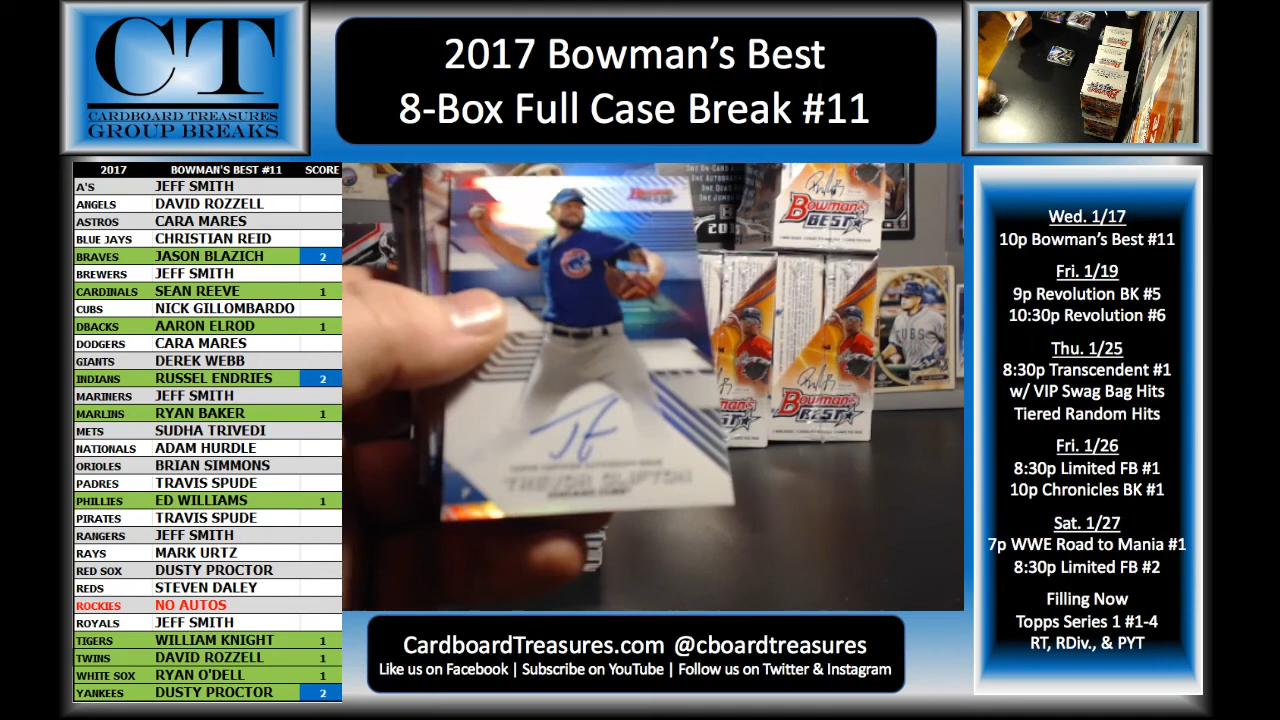 CT
CARDBOARD TREASURES
GROUP BREAKS
2017 Bowman's Best
8-Box Full Case Break #11
2017 BOWMAN'S BEST #11 SCORE
A'S JEFF SMITH
ANGELS DAVID ROZZELL
ASTROS CARA MARES
BLUE JAYS CHRISTIAN REID
BRAVES JASON BLAZICH 2
BREWERS JEFF SMITH
CARDINALS SEAN REEVE 1
CUBS NICK GILLOMBARDO
DBACKS AARON ELROD 1
DODGERS CARA MARES
GIANTS DEREK WEBB
INDIANS RUSSEL ENDRIES 2
MARINERS JEFF SMITH
MARLINS RYAN BAKER 1
METS SUDHA TRIVEDI
NATIONALS ADAM HURDLE
ORIOLES BRIAN SIMMONS
PADRES TRAVIS SPUDE
PHILLIES ED WILLIAMS 1
PIRATES TRAVIS SPUDE
RANGERS JEFF SMITH
RAYS MARK URTZ
RED SOX DUSTY PROCTOR
REDS STEVEN DALEY
ROCKIES NO AUTOS
ROYALS JEFF SMITH
TIGERS WILLIAM KNIGHT 1
TWINS DAVID ROZZELL 1
WHITE SOX RYAN O'DELL 1
YANKEES DUSTY PROCTOR 2
TREVOR CLIFTON
CHICAGO CUBS
Bowman's
BEST
Bowman's
BEST
BEST
CUBS
CardboardTreasures.com @cboardtreasures
Like us on Facebook | Subscribe on YouTube | Follow us on Twitter & Instagram
Wed. 1/17
10p Bowman's Best #11
Fri. 1/19
9p Revolution BK #5
10:30p Revolution #6
Thu. 1/25
8:30p Transcendent #1
w/ VIP Swag Bag Hits
Tiered Random Hits
Fri. 1/26
8:30p Limited FB #1
10p Chronicles BK #1
Sat. 1/27
7p WWE Road to Mania #1
8:30p Limited FB #2
Filling Now
Topps Series 1 #1-4
RT, RDiv., & PYT